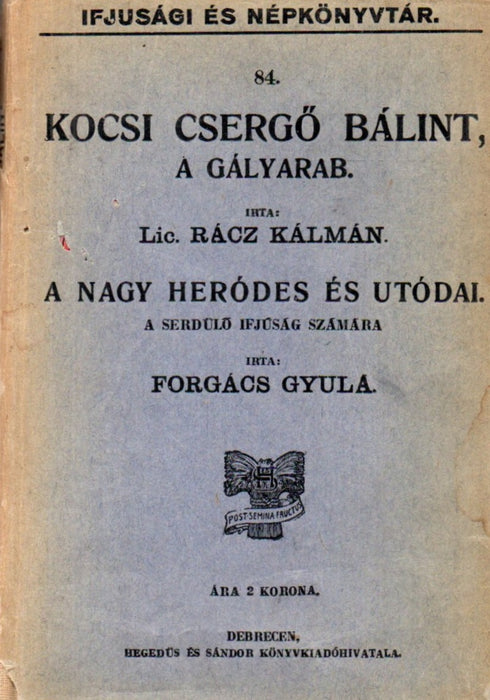 IFJUSÁGI ÉS NÉPKÖNYVTÁR.
84.
KOCSI CSERGŐ BÁLINT,
A GÁLYARAB.
IRTA:
Lic. RÁCZ KÁLMÁN.
A NAGY HERÓDES ÉS UTÓDAI.
A SERDÜLŐ IFJÚSÁG SZÁMÁRA
IRTA:
FORGÁCS GYULA.
POST SEMINA FRUCTUS
ÁRA 2 KORONA.
DEBRECEN,
HEGEDŰS ÉS SÁNDOR KÖNYVKIADÓHIVATALA.